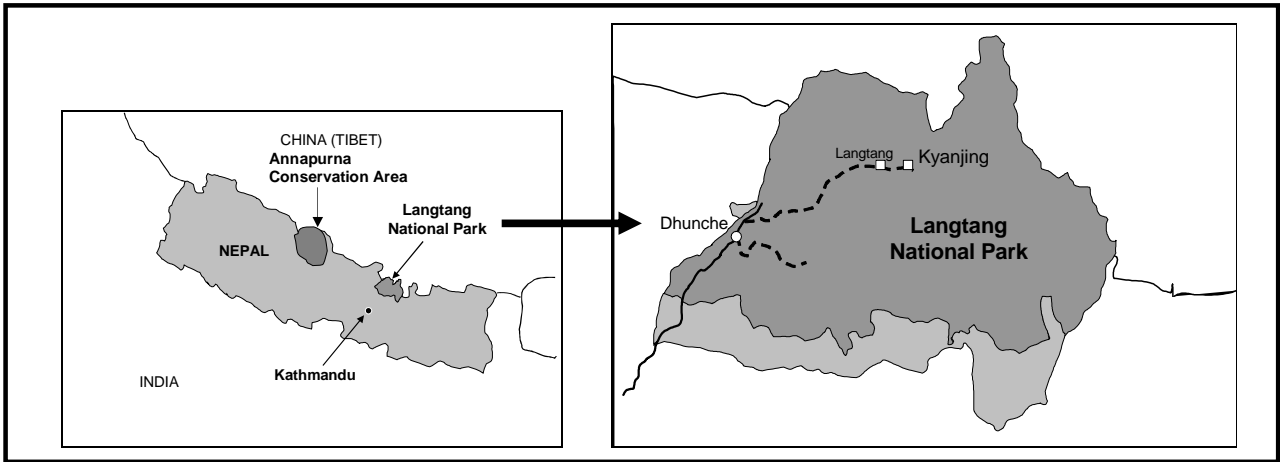 CHINA (TIBET)
Annapurna
Conservation Area
Langtang
National Park
NEPAL
Kathmandu
INDIA
Langtang
Kyanjing
Dhunche
Langtang
National Park